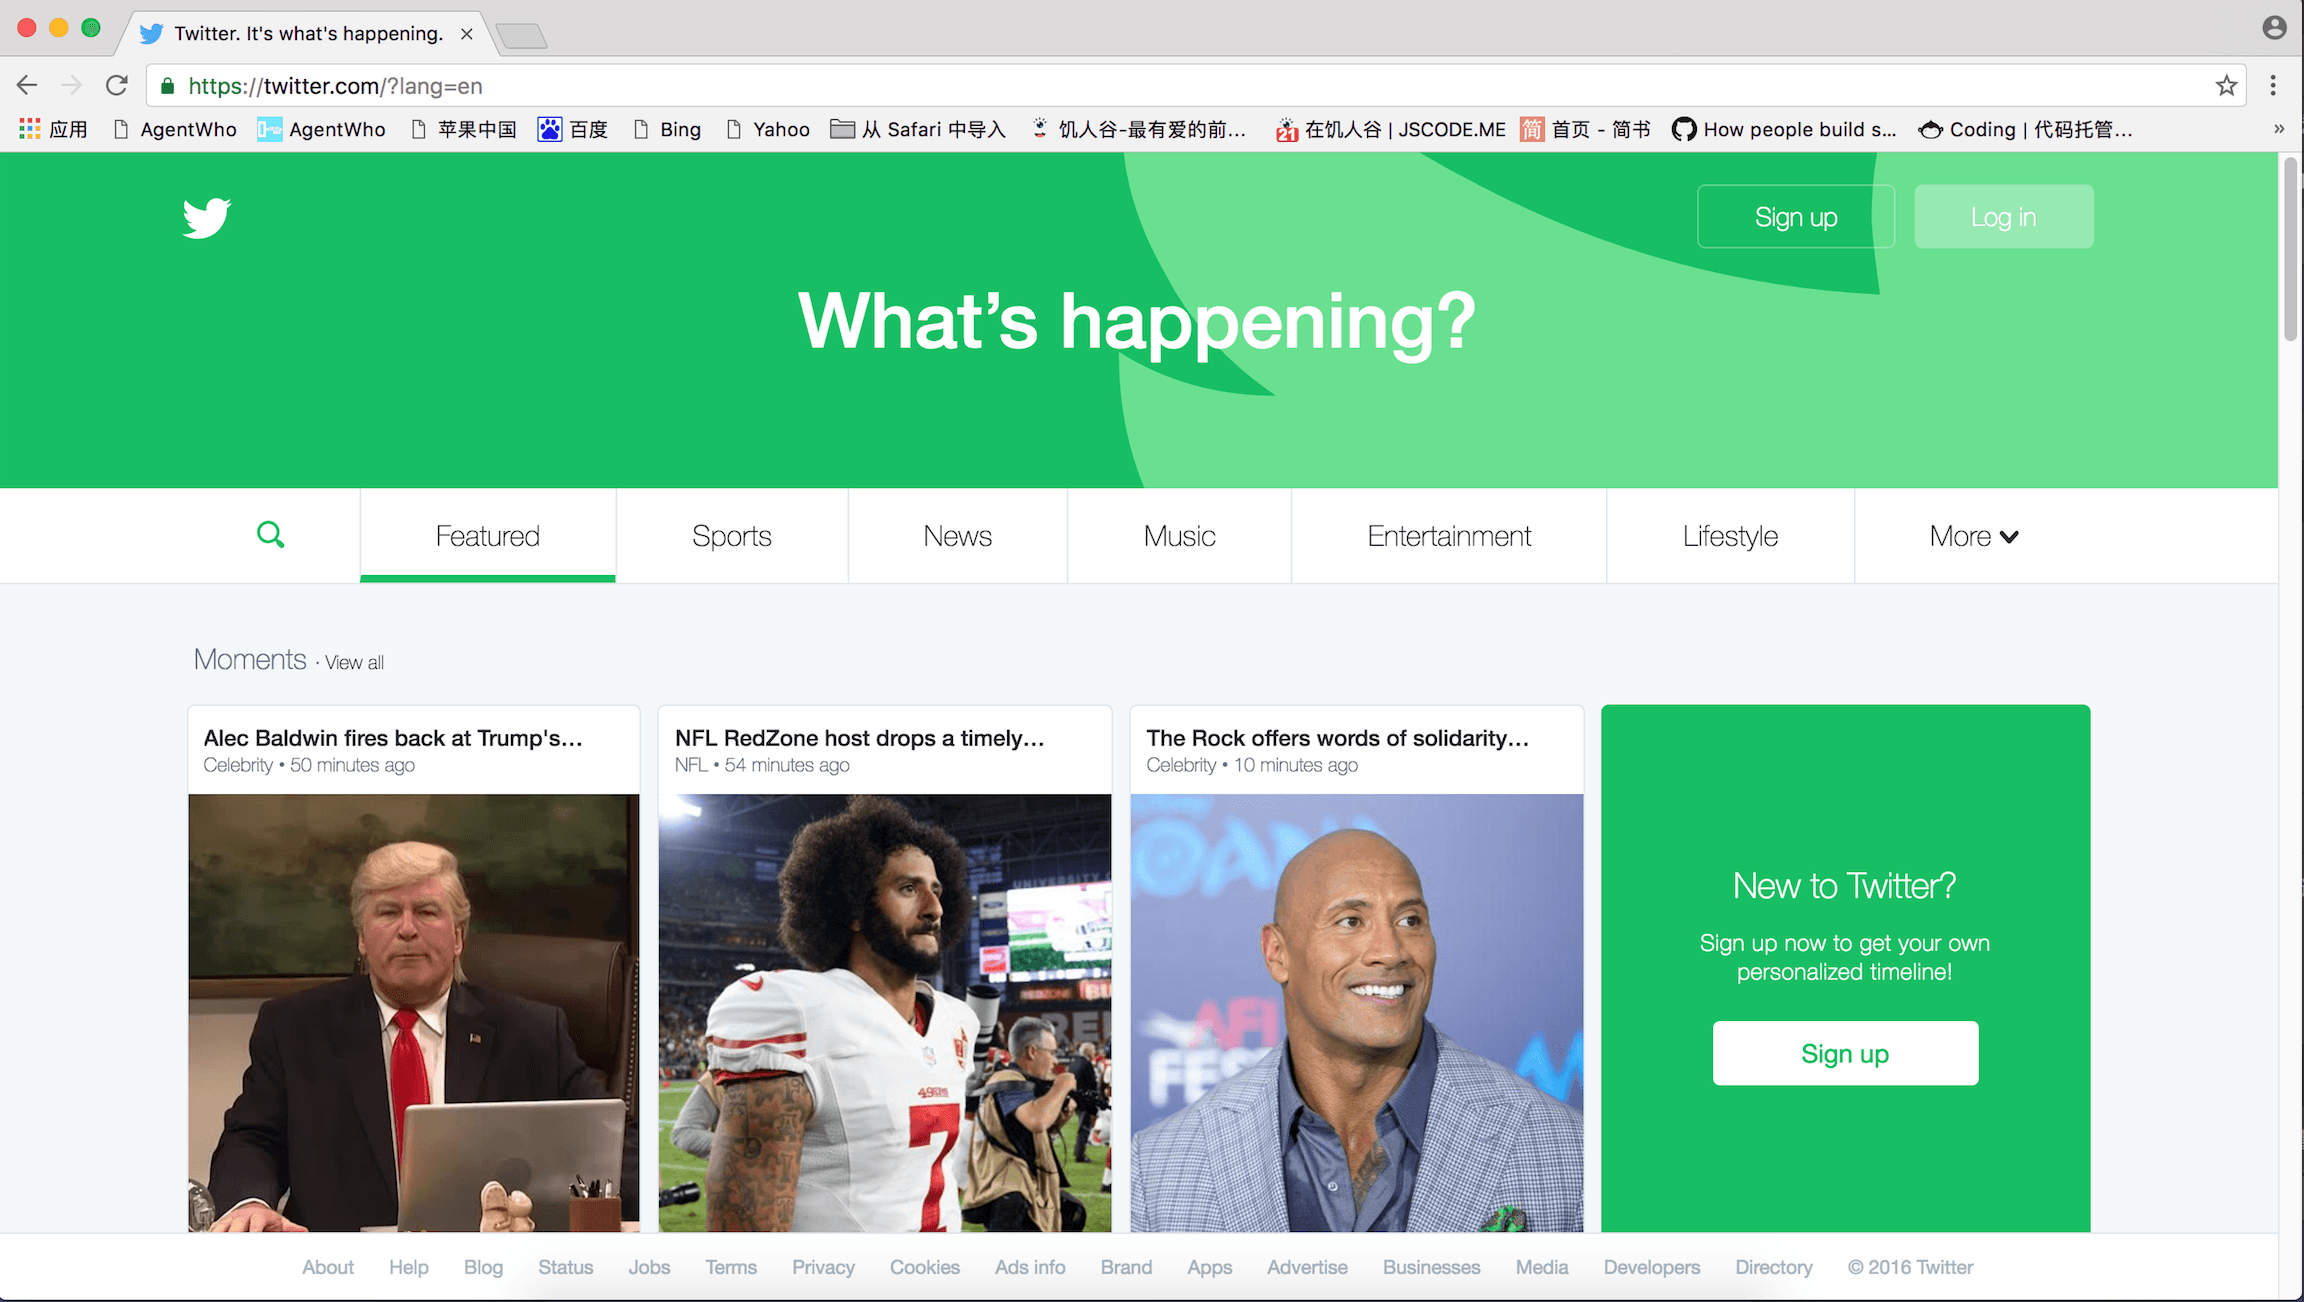 Twitter. It's what's happening.
https://twitter.com/?lang=en
应用 AgentWho AgentWho 苹果中国 百度 Bing Yahoo 从 Safari 中导入 饥人谷-最有爱的前... 21 在饥人谷 | JSCODE.ME 简 首页 - 简书 How people build s... Coding | 代码托管... »
Sign up Log in
What's happening?
Featured Sports News Music Entertainment Lifestyle More
Moments · View all
Alec Baldwin fires back at Trump's...
Celebrity • 50 minutes ago
NFL RedZone host drops a timely...
NFL • 54 minutes ago
The Rock offers words of solidarity...
Celebrity • 10 minutes ago
49ERS
7
AFI
FES
New to Twitter?
Sign up now to get your own
personalized timeline!
Sign up
About Help Blog Status Jobs Terms Privacy Cookies Ads info Brand Apps Advertise Businesses Media Developers Directory © 2016 Twitter